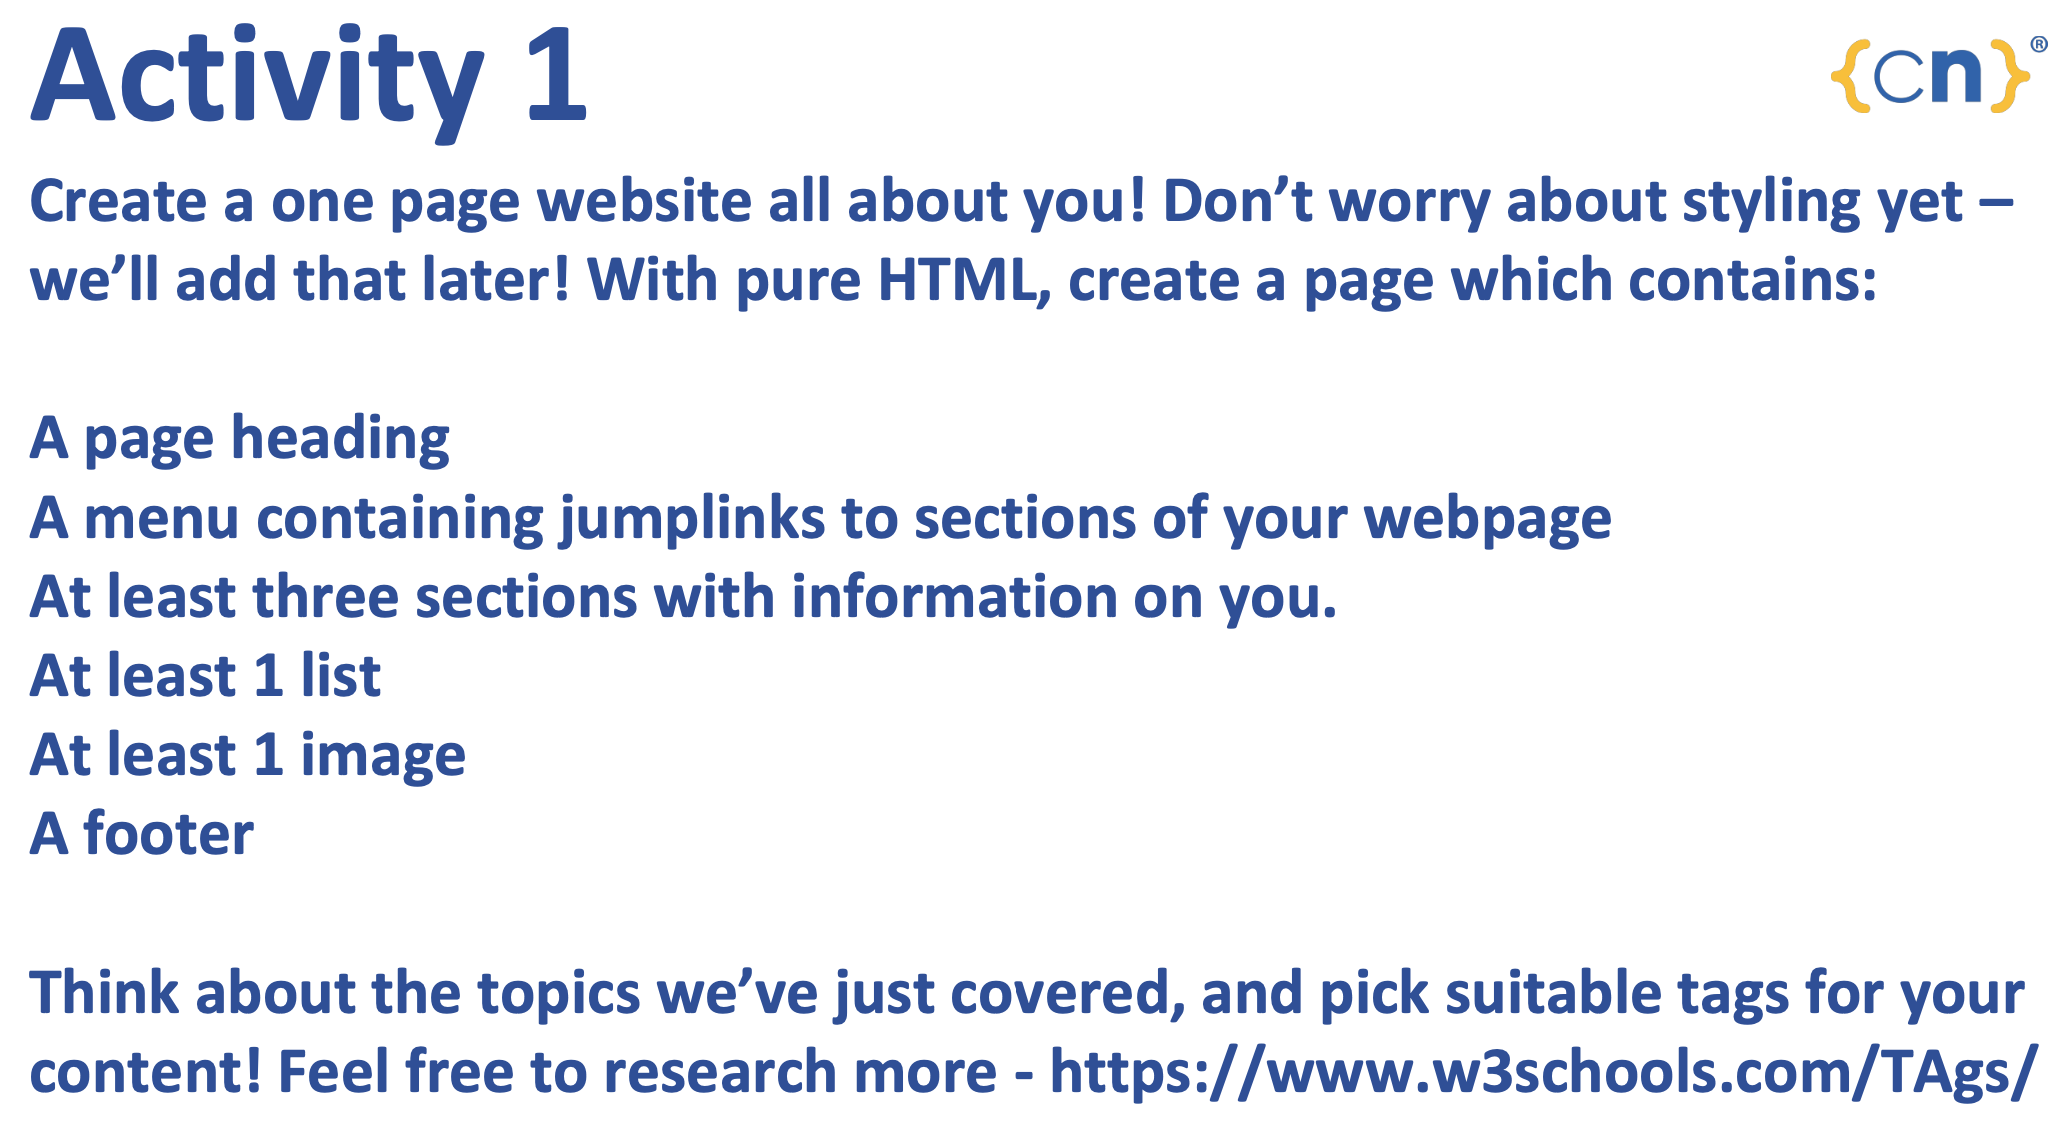 Activity 1
{cn}®
Create a one page website all about you! Don’t worry about styling yet –
we’ll add that later! With pure HTML, create a page which contains:
A page heading
A menu containing jumplinks to sections of your webpage
At least three sections with information on you.
At least 1 list
At least 1 image
A footer
Think about the topics we’ve just covered, and pick suitable tags for your
content! Feel free to research more - https://www.w3schools.com/TAgs/